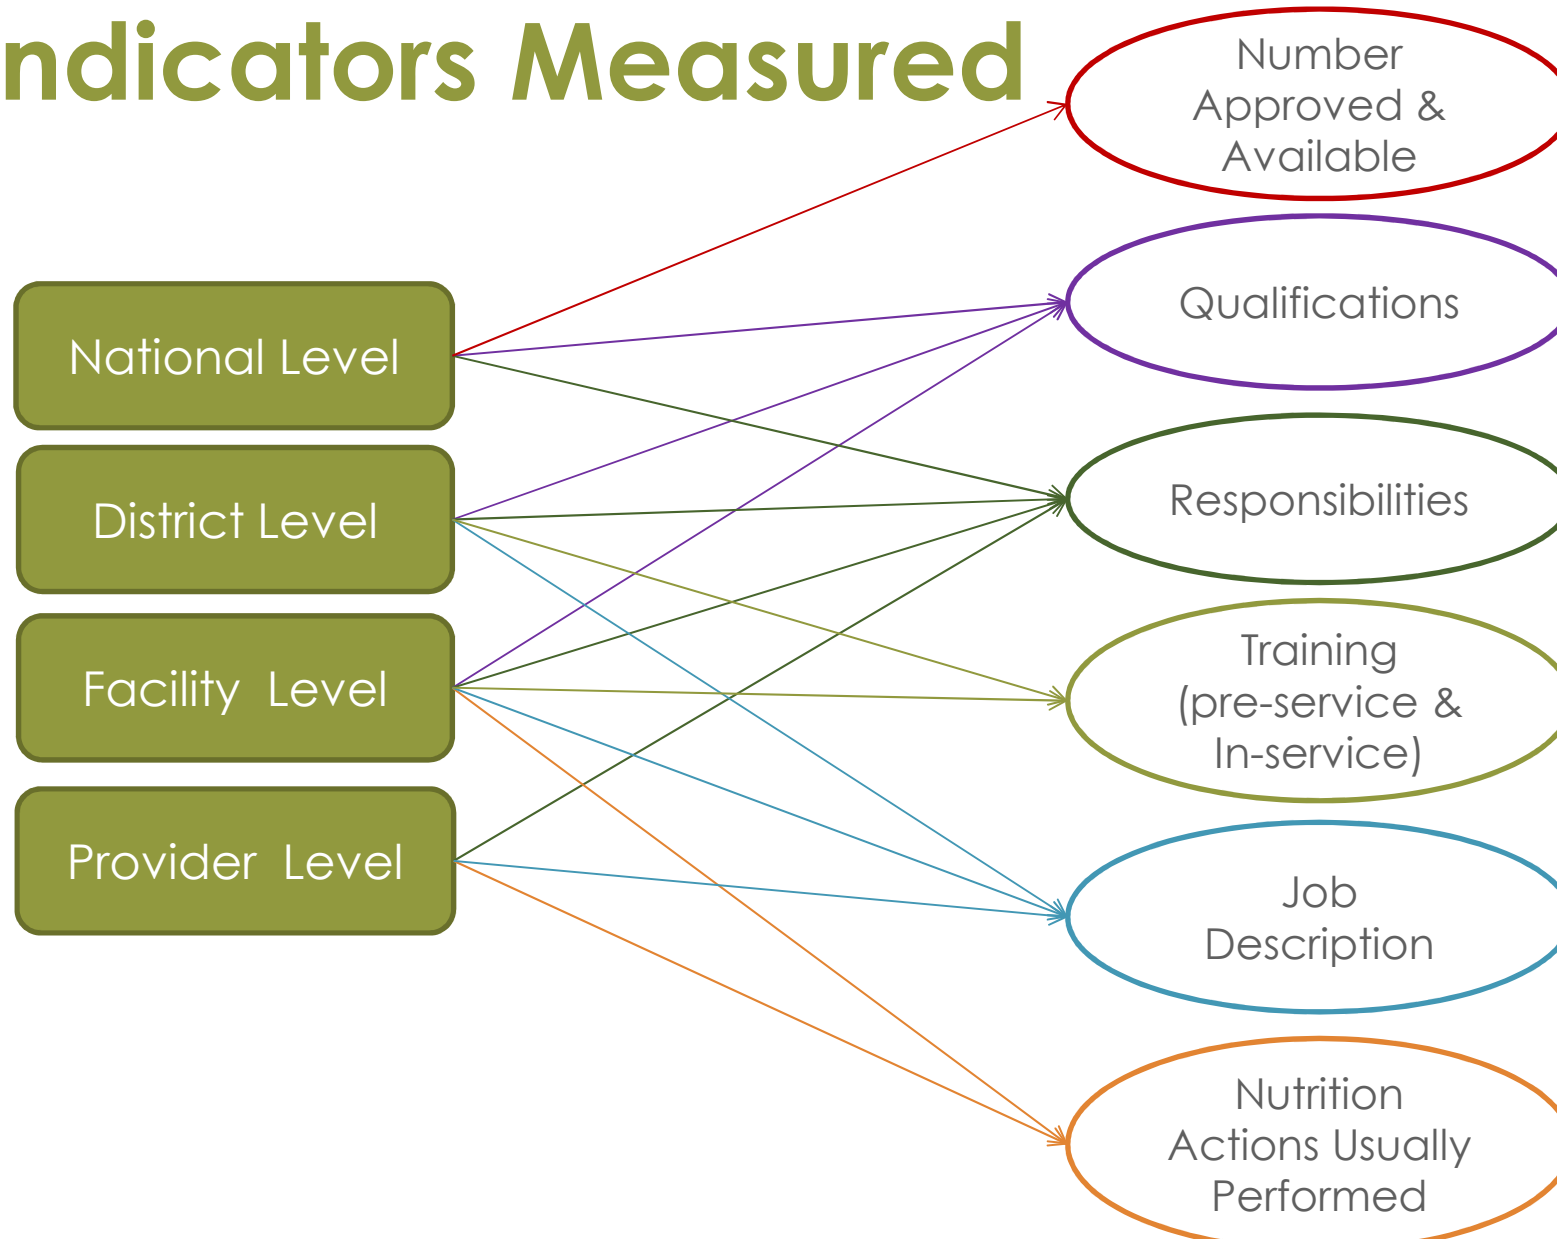 ndicators Measured
Number
Approved &
Available
Qualifications
National Level
District Level
Responsibilities
Facility  Level
Training
(pre-service &
In-service)
Provider  Level
Job
Description
Nutrition
Actions Usually
Performed